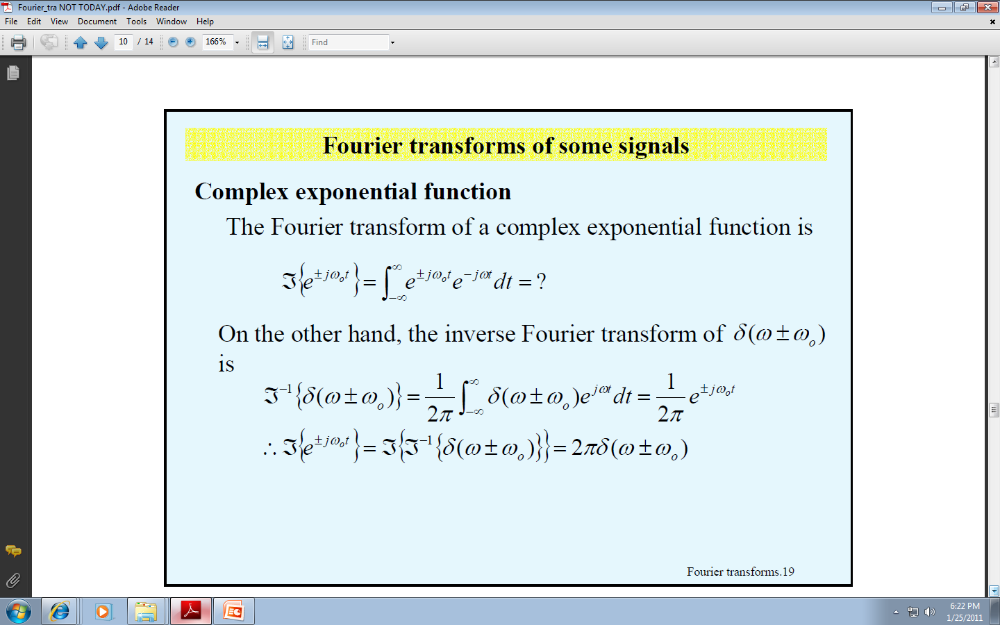 Fourier_tra NOT TODAY.pdf - Adobe Reader
File Edit View Document Tools Window Help
10 / 14 166% Find
Fourier transforms of some signals
Complex exponential function
The Fourier transform of a complex exponential function is
ℑ{e^{±jω_o t}} = ∫_{-∞}^{∞} e^{±jω_o t} e^{-jωt} dt = ?
On the other hand, the inverse Fourier transform of δ(ω ± ω_o)
is
ℑ^{-1}{δ(ω ± ω_o)} = 1/2π ∫_{-∞}^{∞} δ(ω ± ω_o)e^{jωt} dt = 1/2π e^{±jω_o t}
∴ ℑ{e^{±jω_o t}} = ℑ{ℑ^{-1}{δ(ω ± ω_o)}} = 2πδ(ω ± ω_o)
Fourier transforms.19
6:22 PM
1/25/2011